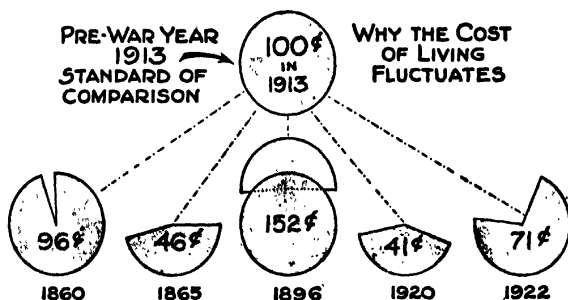 PRE-WAR YEAR
1913
STANDARD OF
COMPARISON
100¢
IN
1913
WHY THE COST
OF LIVING
FLUCTUATES
96¢
46¢
152¢
41¢
71¢
1860
1865
1896
1920
1922